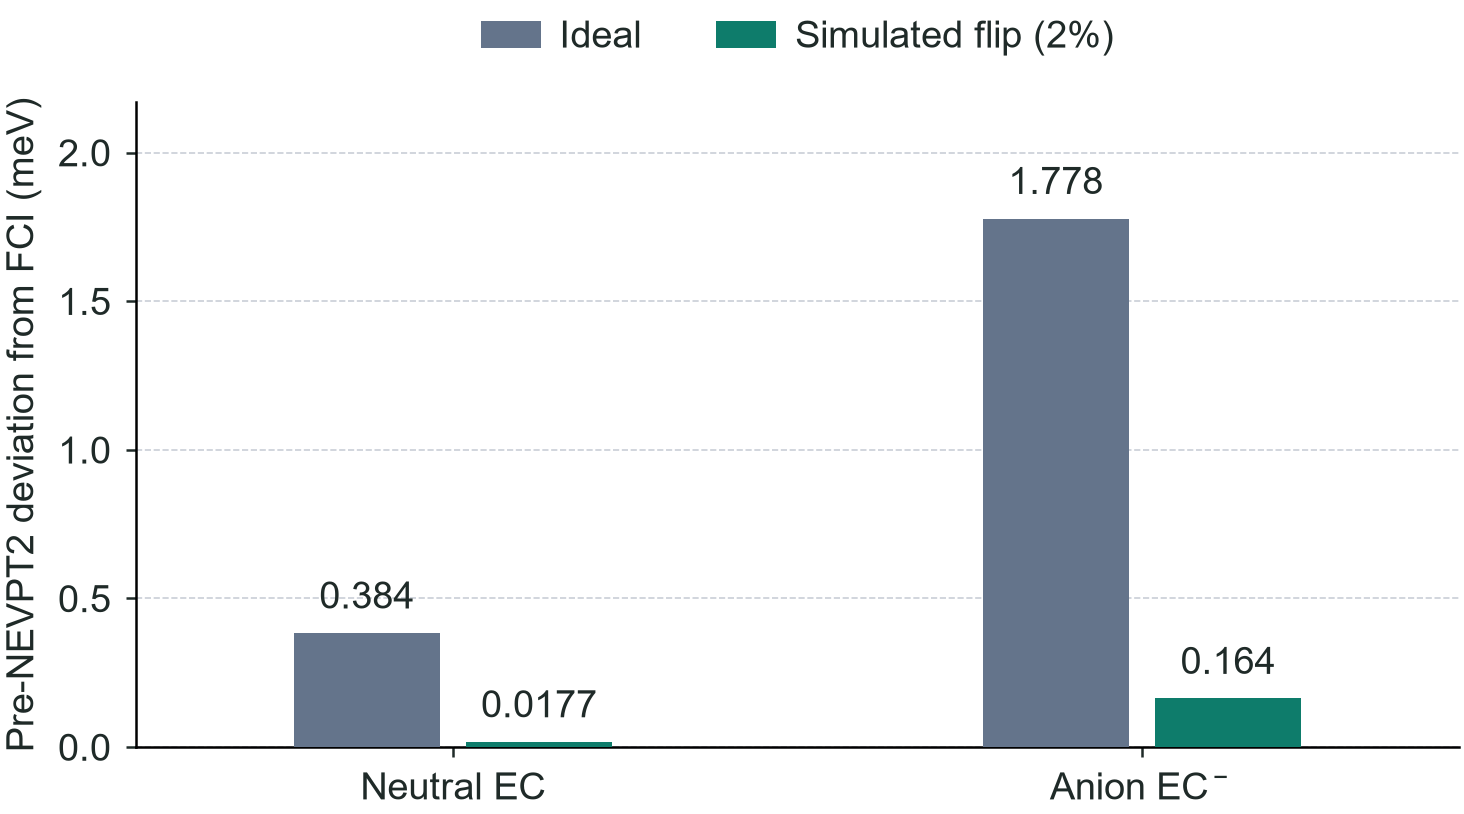 Ideal
Simulated flip (2%)
Pre-NEVPT2 deviation from FCI (meV)
2.0
1.5
1.0
0.5
0.0
0.384
0.0177
1.778
0.164
Neutral EC
Anion EC⁻